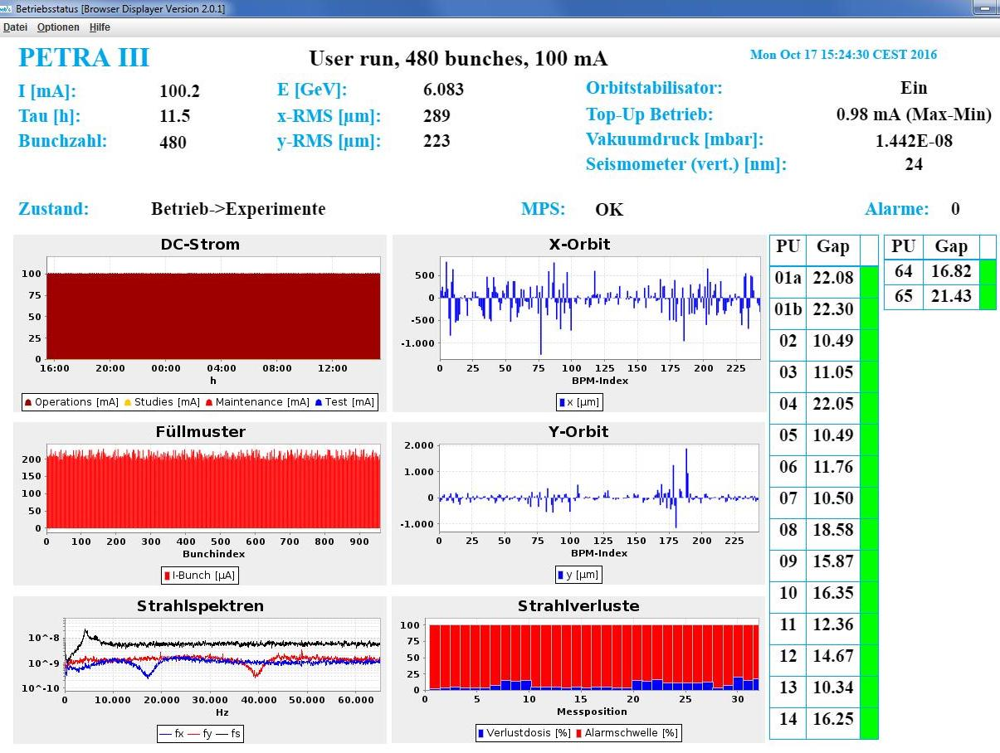 Betriebsstatus [Browser Displayer Version 2.0.1]
Datei Optionen Hilfe
PETRA III
User run, 480 bunches, 100 mA
Mon Oct 17 15:24:30 CEST 2016
I [mA]: 100.2
E [GeV]: 6.083
Orbitstabilisator: Ein
Tau [h]: 11.5
x-RMS [µm]: 289
Top-Up Betrieb: 0.98 mA (Max-Min)
Bunchzahl: 480
y-RMS [µm]: 223
Vakuumdruck [mbar]: 1.442E-08
Seismometer (vert.) [nm]: 24
Zustand: Betrieb->Experimente
MPS: OK
Alarme: 0
DC-Strom
100
75
50
25
0
16:00 20:00 00:00 04:00 08:00 12:00
h
Operations [mA] Studies [mA] Maintenance [mA] Test [mA]
X-Orbit
500
0
-500
-1.000
0 25 50 75 100 125 150 175 200 225
BPM-Index
x [µm]
Füllmuster
200
150
100
50
0
0 100 200 300 400 500 600 700 800 900
Bunchindex
I-Bunch [µA]
Y-Orbit
2.000
1.000
0
-1.000
0 25 50 75 100 125 150 175 200 225
BPM-Index
y [µm]
Strahlspektren
10^-8
10^-9
10^-10
0 10.000 20.000 30.000 40.000 50.000 60.000
Hz
fx fy fs
Strahlverluste
100
75
50
25
0
0 5 10 15 20 25 30
Messposition
Verlustdosis [%] Alarmschwelle [%]
PU Gap
01a 22.08
01b 22.30
02 10.49
03 11.05
04 22.05
05 10.49
06 11.76
07 10.50
08 18.58
09 15.87
10 16.35
11 12.36
12 14.67
13 10.34
14 16.25
PU Gap
64 16.82
65 21.43